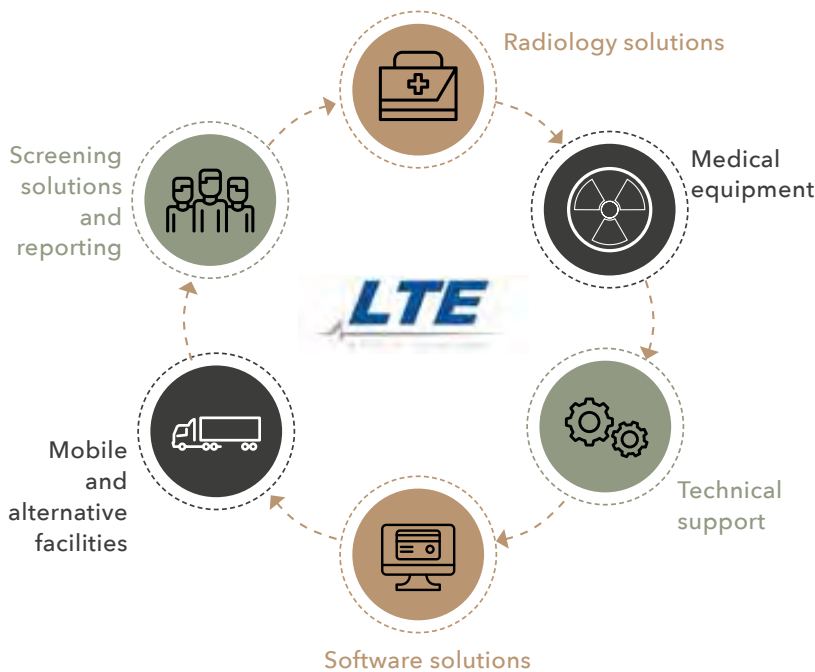 Radiology solutions
Medical
equipment
Technical
support
Software solutions
Mobile
and
alternative
facilities
Screening
solutions
and
reporting
LTE